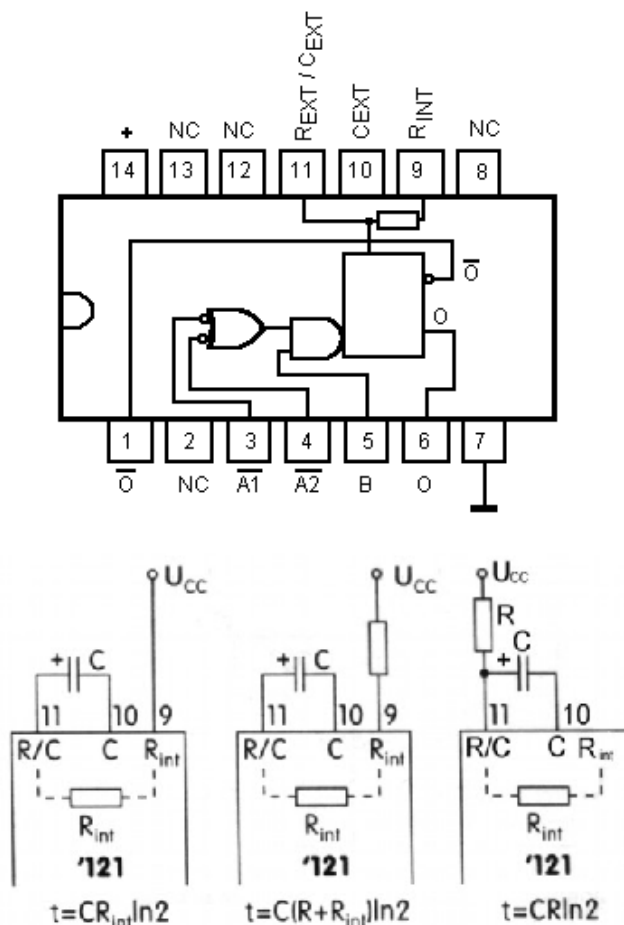 REXT / CEXT
CEXT
RINT
+ NC NC NC
14 13 12 11 10 9 8
O̅
O
1 2 3 4 5 6 7
O̅ NC A̅1̅ A̅2̅ B O
UCC
+ C
11 10 9
R/C C Rint
Rint
'121
t=CRintln2
UCC
+ C
11 10 9
R/C C Rint
Rint
'121
t=C(R+Rint)ln2
UCC
R
C
+
11 10
R/C C Rint
Rint
'121
t=CRln2